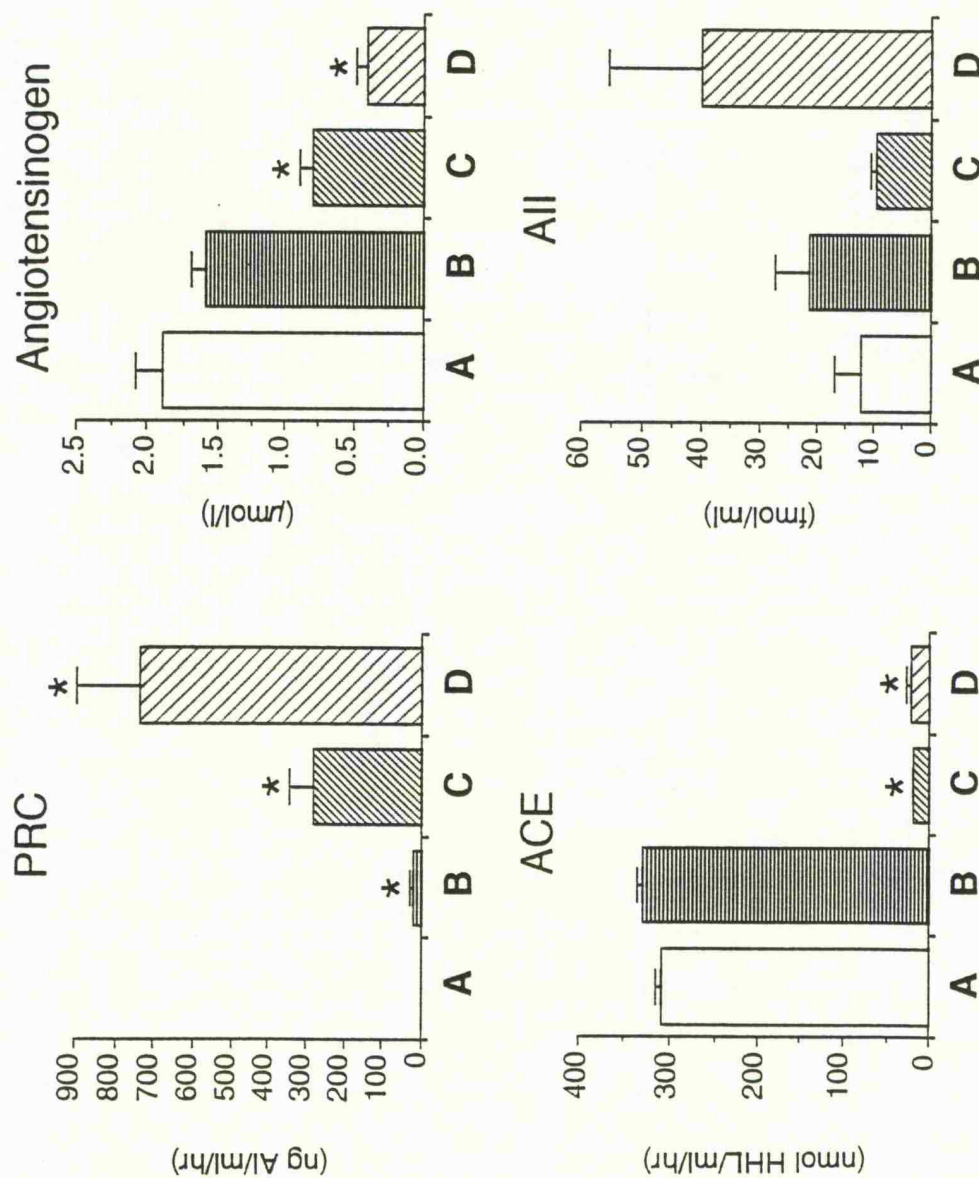 PRC
(ng AI/ml/hr)
900
800
700
600
500
400
300
200
100
0
*
*
*
A B C D
Angiotensinogen
(μmol/l)
2.5
2.0
1.5
1.0
0.5
0.0
*
*
A B C D
ACE
(nmol HHL/ml/hr)
400
300
200
100
0
*
*
A B C D
AII
(fmol/ml)
60
50
40
30
20
10
0
A B C D